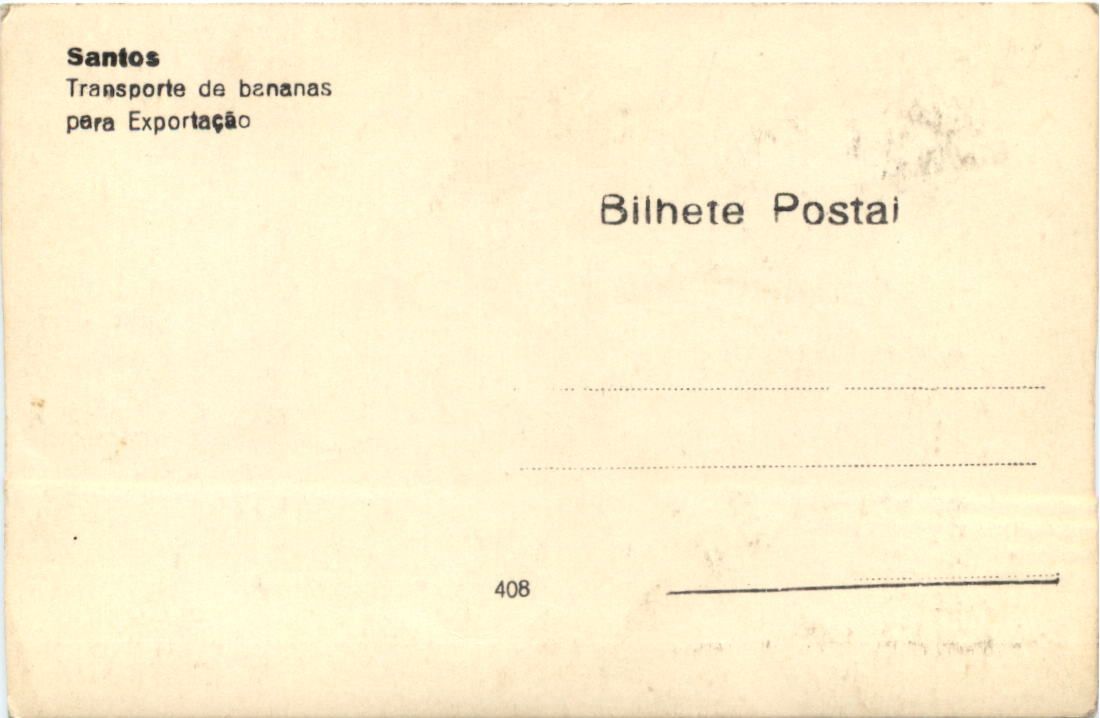 Santos
Transporte de bananas
para Exportação
Bilhete Postal
408